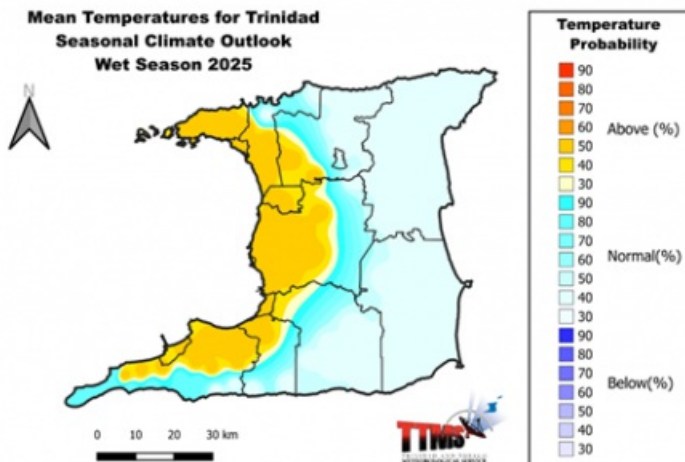 Mean Temperatures for Trinidad
Seasonal Climate Outlook
Wet Season 2025
N
Temperature
Probability
90
80
70
60
50
40
30
Above (%)
90
80
70
60
50
40
30
Normal(%)
90
80
70
60
50
40
30
Below(%)
0 10 20 30 km
TTMS